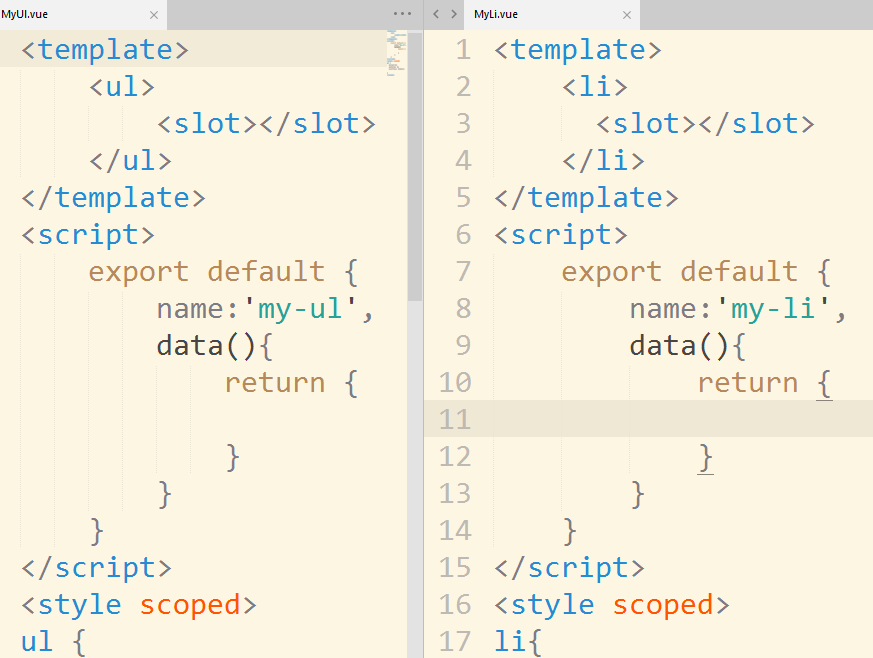 MyUl.vue
<template>
<ul>
<slot></slot>
</ul>
</template>
<script>
export default {
name:'my-ul',
data(){
return {
}
}
}
</script>
<style scoped>
ul {
MyLi.vue
1 <template>
2 <li>
3 <slot></slot>
4 </li>
5 </template>
6 <script>
7 export default {
8 name:'my-li',
9 data(){
10 return {
11
12 }
13 }
14 }
15 </script>
16 <style scoped>
17 li{